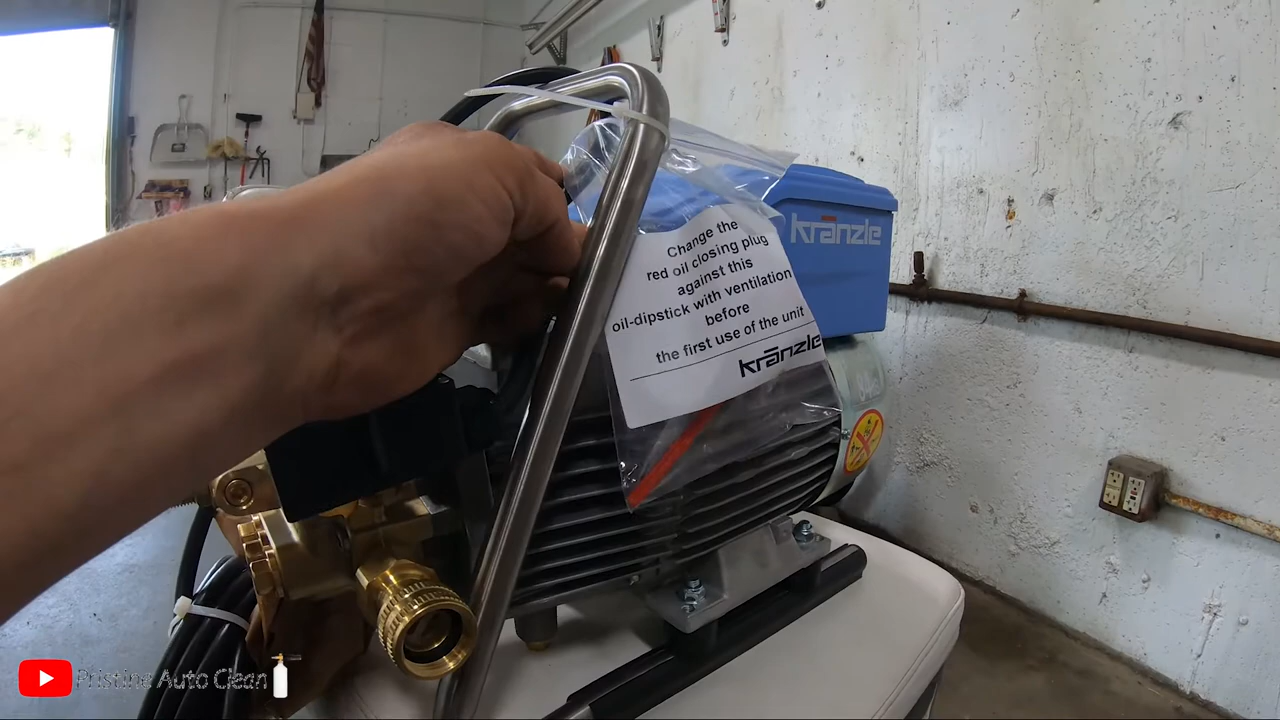 kränzle
Change the
red oil closing plug
against this
oil-dipstick with ventilation
before
the first use of the unit
kränzle
Pristine Auto Clean